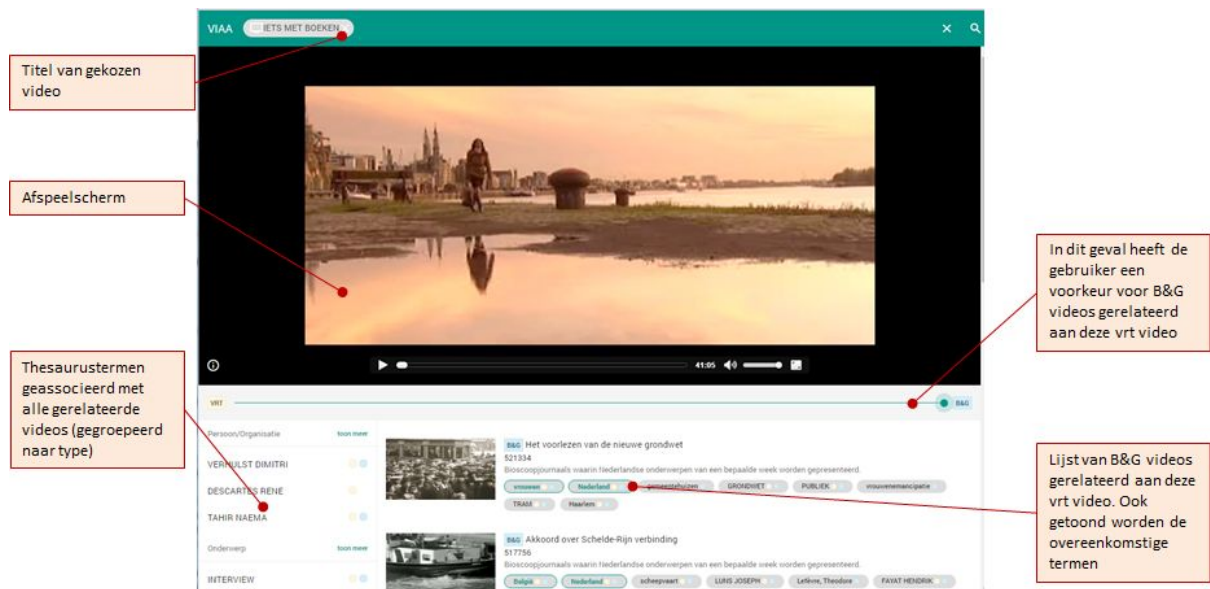 VIAA IETS MET BOEKEN
Titel van gekozen
video
Afspeelscherm
41:05
In dit geval heeft de
gebruiker een
voorkeur voor B&G
videos gerelateerd
aan deze vrt video
Thesaurustermen
geassocieerd met
alle gerelateerde
videos (gegroepeerd
naar type)
VRT
B&G
Persoon/Organisatie toon meer
VERHULST DIMITRI
DESCARTES RENE
TAHIR NAEMA
Onderwerp toon meer
INTERVIEW
B&G Het voorlezen van de nieuwe grondwet
521334
Bioscoopjournaals waarin Nederlandse onderwerpen van een bepaalde week worden gepresenteerd.
vrouwen Nederland gemeentehuizen GRONDWET PUBLIEK vrouwenemancipatie
TRAM Haarlem
B&G Akkoord over Schelde-Rijn verbinding
517756
Bioscoopjournaals waarin Nederlandse onderwerpen van een bepaalde week worden gepresenteerd.
België Nederland scheepvaart LUNS JOSEPH Lefèvre, Theodore FAYAT HENDRIK
Lijst van B&G videos
gerelateerd aan deze
vrt video. Ook
getoond worden de
overeenkomstige
termen